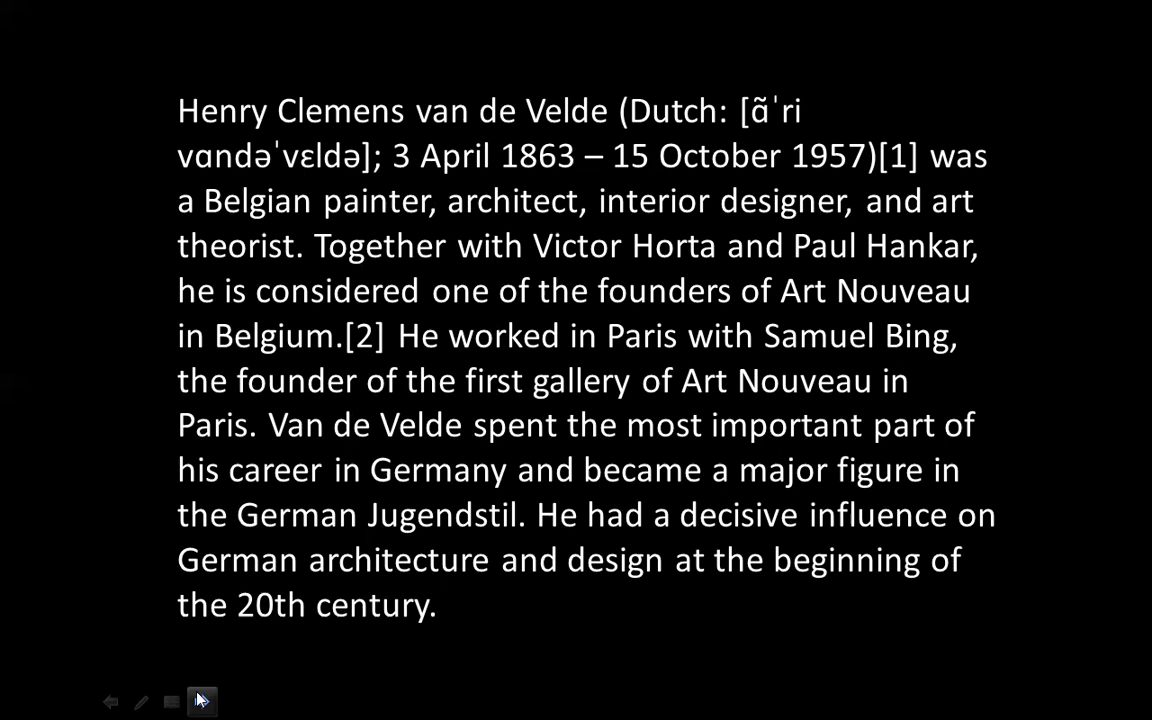 Henry Clemens van de Velde (Dutch: [ɑ̃ˈri
vɑndəˈvɛldə]; 3 April 1863 – 15 October 1957)[1] was
a Belgian painter, architect, interior designer, and art
theorist. Together with Victor Horta and Paul Hankar,
he is considered one of the founders of Art Nouveau
in Belgium.[2] He worked in Paris with Samuel Bing,
the founder of the first gallery of Art Nouveau in
Paris. Van de Velde spent the most important part of
his career in Germany and became a major figure in
the German Jugendstil. He had a decisive influence on
German architecture and design at the beginning of
the 20th century.